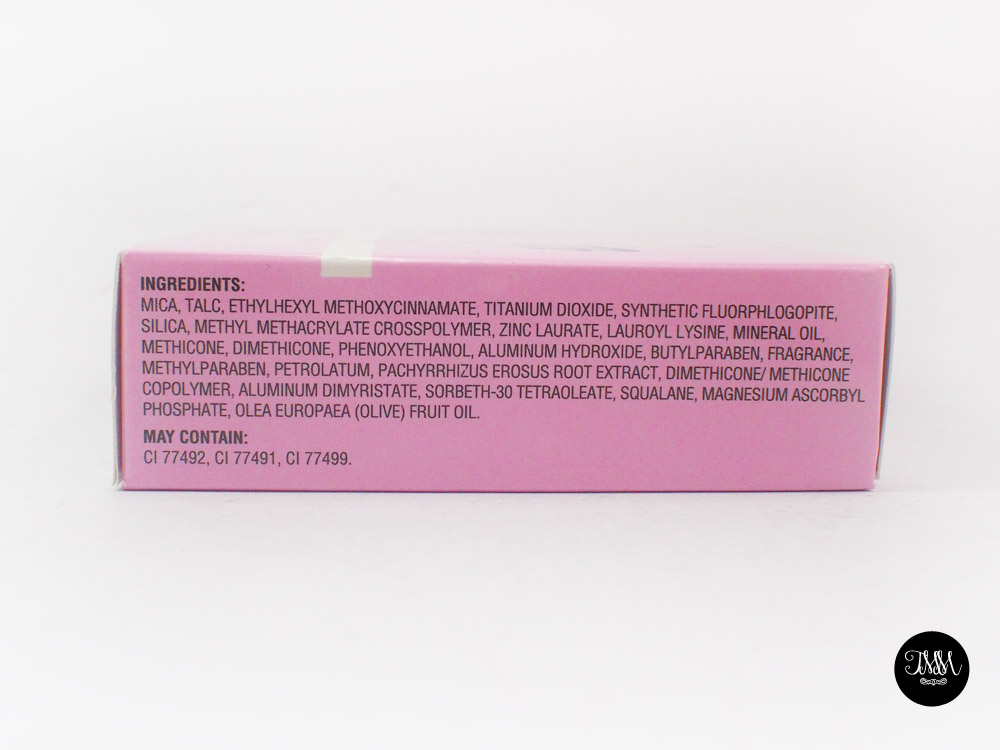 INGREDIENTS:
MICA, TALC, ETHYLHEXYL METHOXYCINNAMATE, TITANIUM DIOXIDE, SYNTHETIC FLUORPHLOGOPITE,
SILICA, METHYL METHACRYLATE CROSSPOLYMER, ZINC LAURATE, LAUROYL LYSINE, MINERAL OIL,
METHICONE, DIMETHICONE, PHENOXYETHANOL, ALUMINUM HYDROXIDE, BUTYLPARABEN, FRAGRANCE,
METHYLPARABEN, PETROLATUM, PACHYRRHIZUS EROSUS ROOT EXTRACT, DIMETHICONE/ METHICONE
COPOLYMER, ALUMINUM DIMYRISTATE, SORBETH-30 TETRAOLEATE, SQUALANE, MAGNESIUM ASCORBYL
PHOSPHATE, OLEA EUROPAEA (OLIVE) FRUIT OIL.
MAY CONTAIN:
CI 77492, CI 77491, CI 77499.